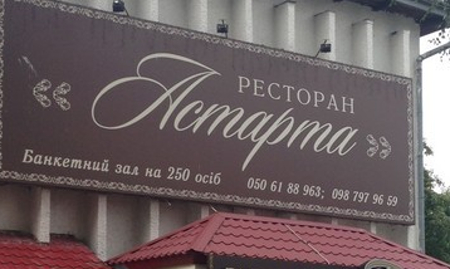 РЕСТОРАН
« Астарта »
Банкетний зал на 250 осіб 050 61 88 963; 098 797 96 59